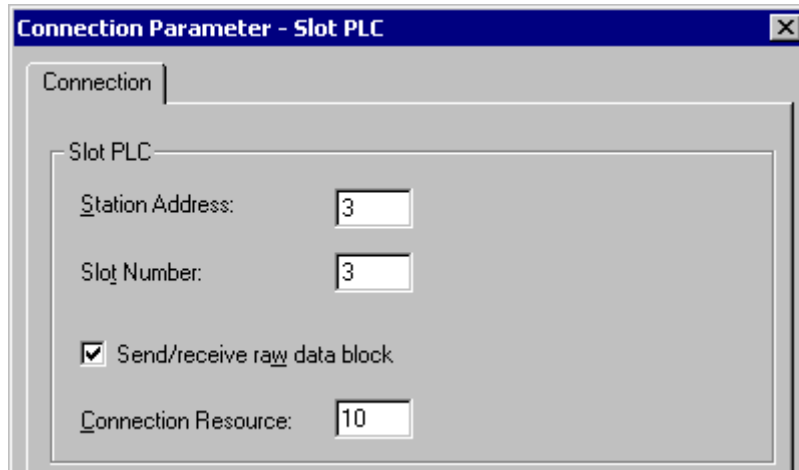 Connection Parameter - Slot PLC
Connection
Slot PLC
Station Address: 3
Slot Number: 3
Send/receive raw data block
Connection Resource: 10